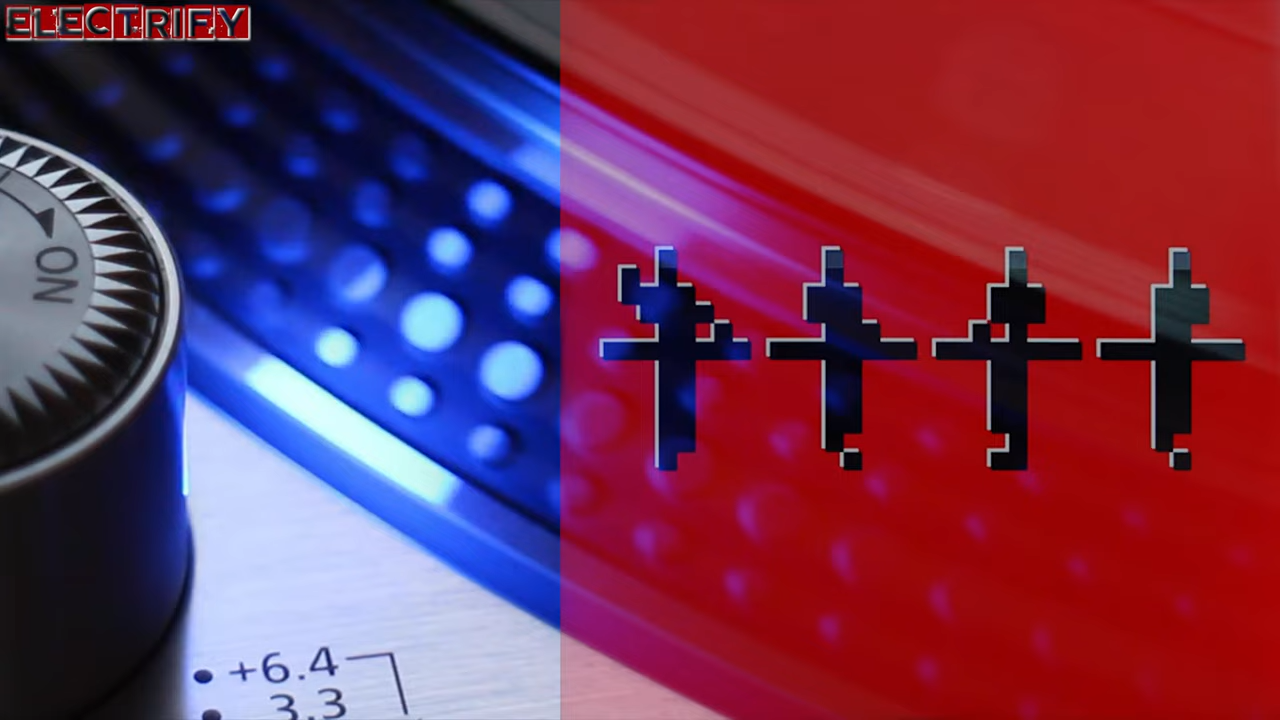 ELECTRIFY
ON
• +6.4
• 3.3